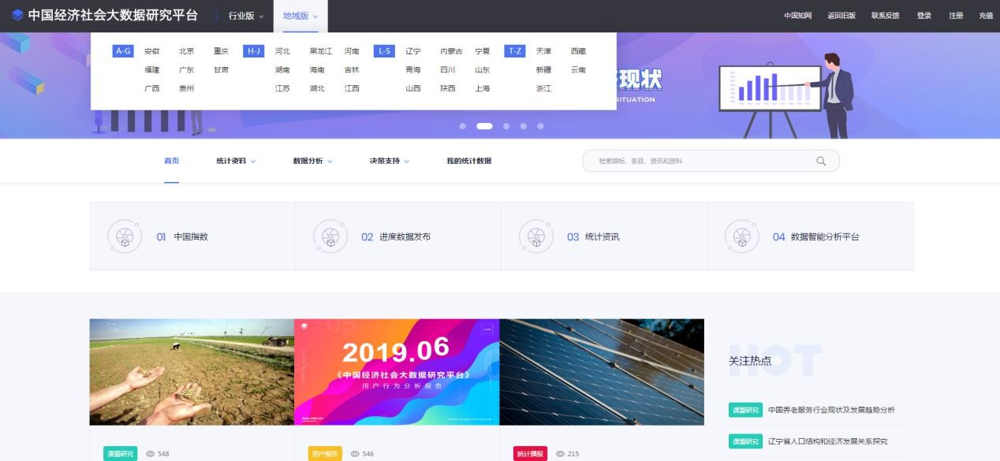 中国经济社会大数据研究平台 行业版 地域版 中国知网 返回旧版 联系反馈 登录 注册 充值
A-G 安徽 北京 重庆 H-J 河北 黑龙江 河南 L-S 辽宁 内蒙古 宁夏 T-Z 天津 西藏
福建 广东 甘肃 湖南 海南 吉林 青海 四川 山东 新疆 云南
广西 贵州 江苏 湖北 江西 山西 陕西 上海 浙江
现状
SITUATION
首页 统计资料 数据分析 决策支持 我的统计数据 检索指标、条目、资讯和资料
01 中国指数 02 进度数据发布 03 统计资讯 04 数据智能分析平台
2019.06
《中国经济社会大数据研究平台》
用户行为分析报告
HOT
关注热点
课题研究 中国养老服务行业现状及发展趋势分析
课题研究 辽宁省人口结构和经济发展关系探究
课题研究 548 用户报告 546 统计播报 215